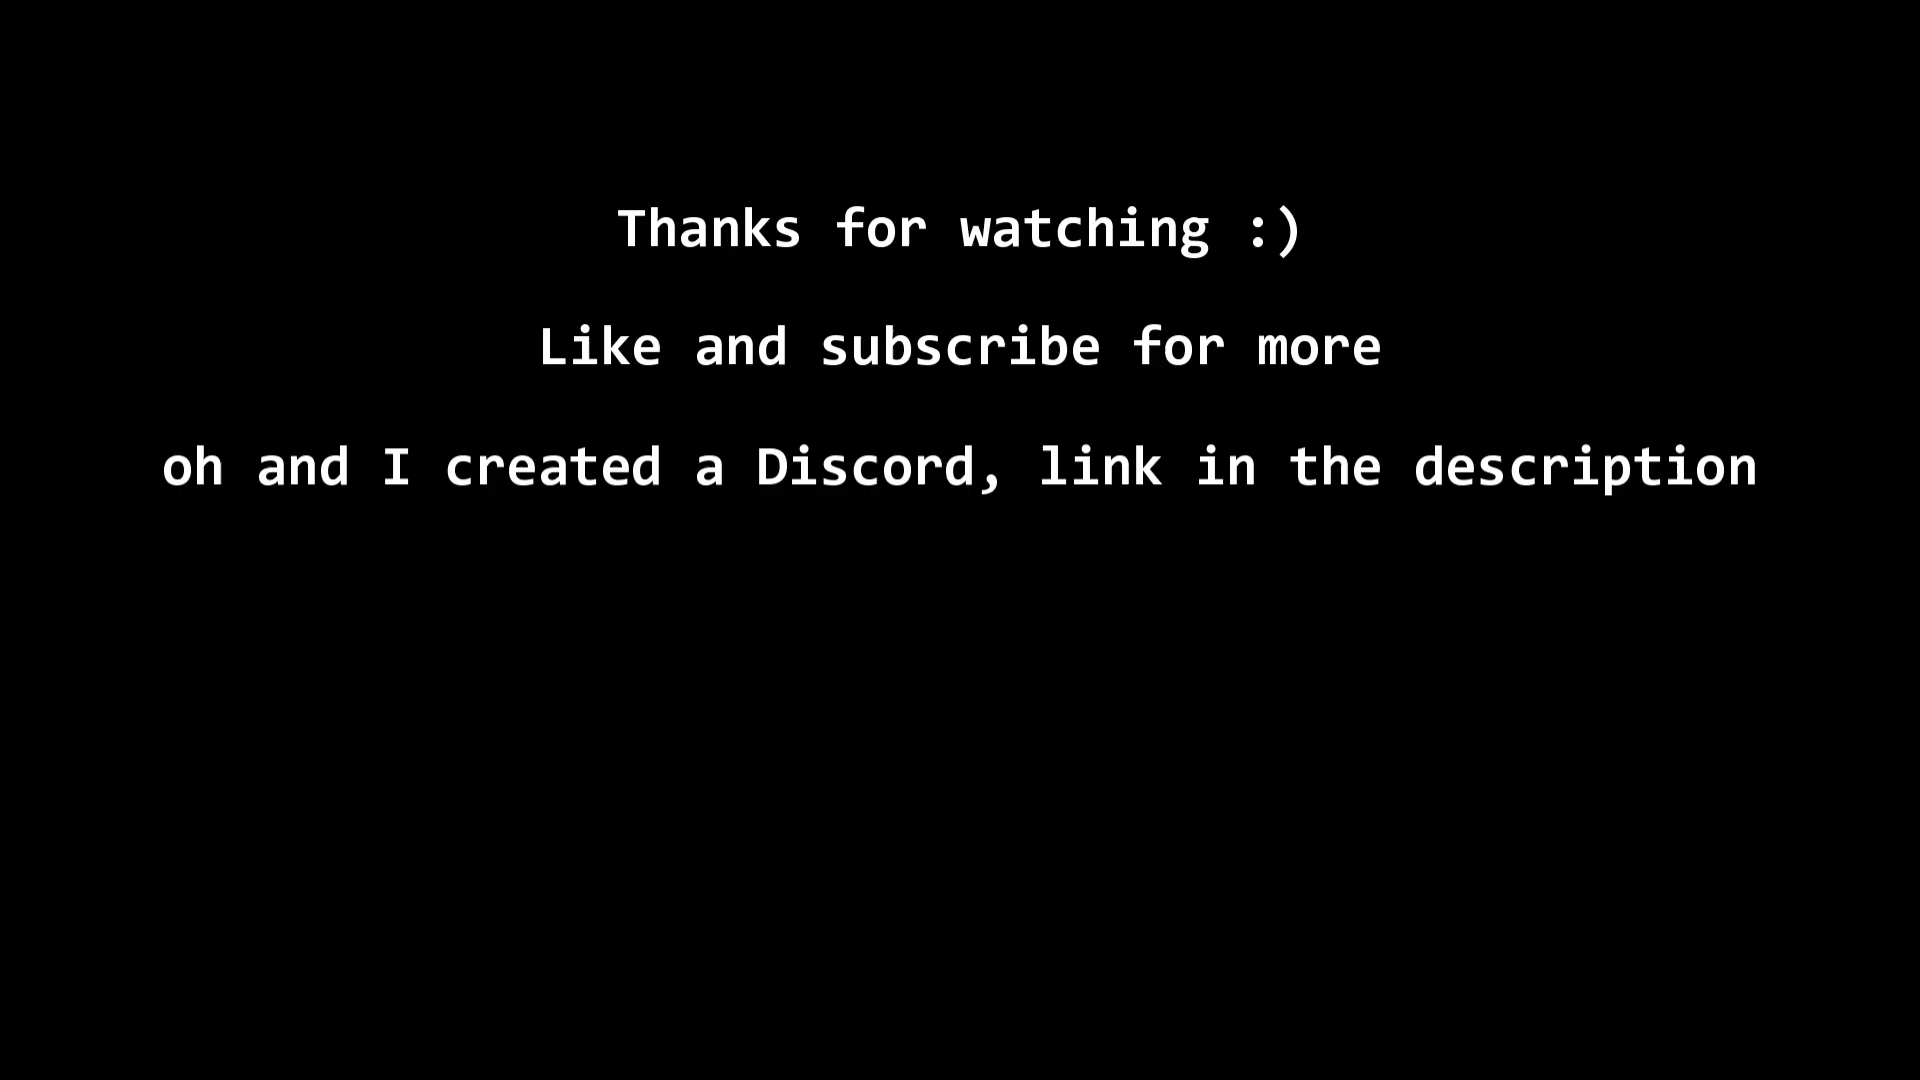 Thanks for watching :)
Like and subscribe for more
oh and I created a Discord, link in the description